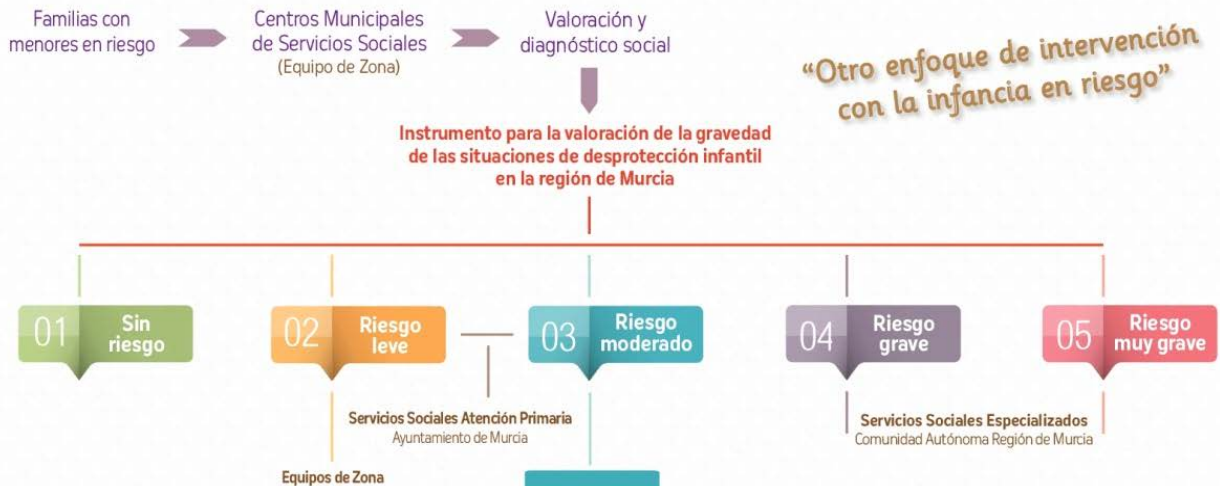 Familias con
menores en riesgo
Centros Municipales
de Servicios Sociales
(Equipo de Zona)
Valoración y
diagnóstico social
“Otro enfoque de intervención
con la infancia en riesgo”
Instrumento para la valoración de la gravedad
de las situaciones de desprotección infantil
en la región de Murcia
01
Sin
riesgo
02
Riesgo
leve
03
Riesgo
moderado
04
Riesgo
grave
05
Riesgo
muy grave
Servicios Sociales Atención Primaria
Ayuntamiento de Murcia
Servicios Sociales Especializados
Comunidad Autónoma Región de Murcia
Equipos de Zona